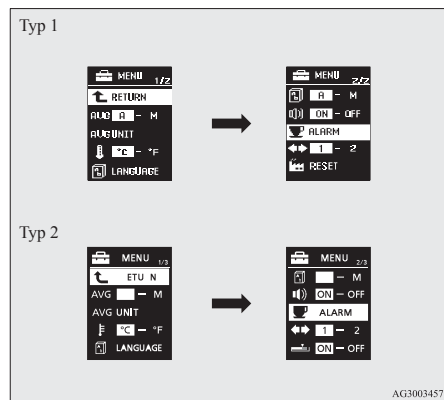 Typ 1
MENU 1/2
RETURN
AVG A – M
AVG UNIT
°C – °F
LANGUAGE
MENU 2/2
A – M
ON – OFF
ALARM
1 – 2
RESET
Typ 2
MENU 1/3
ETU N
AVG – M
AVG UNIT
°C – °F
LANGUAGE
MENU 2/3
– M
ON – OFF
ALARM
1 – 2
ON – OFF
AG3003457